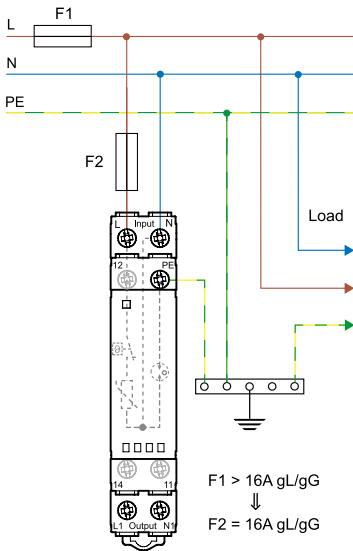 F1
L
N
PE
F2
L Input N
Load
12 PE
14 11
L1 Output N1
F1 > 16A gL/gG
⇓
F2 = 16A gL/gG